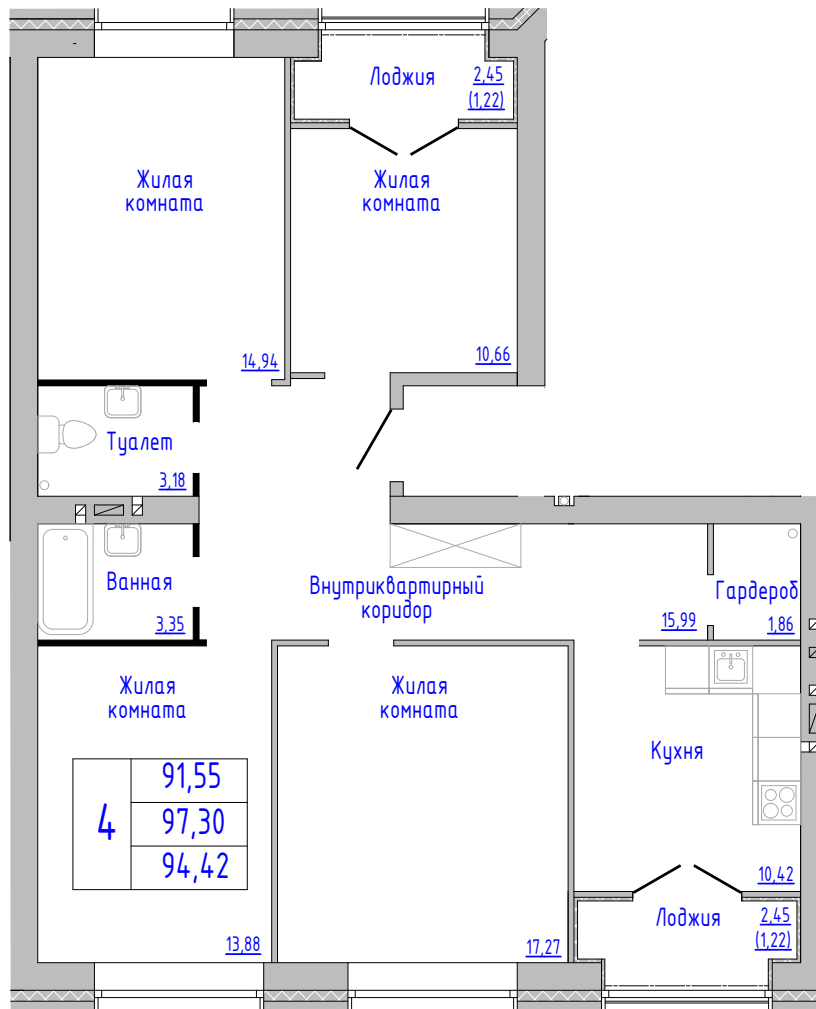 Лоджия
2,45
(1,22)
Жилая
комната
14,94
Жилая
комната
10,66
Туалет
3,18
Ванная
3,35
Внутриквартирный
коридор
15,99
Гардероб
1,86
Жилая
комната
13,88
Жилая
комната
17,27
Кухня
10,42
4
91,55
97,30
94,42
Лоджия
2,45
(1,22)